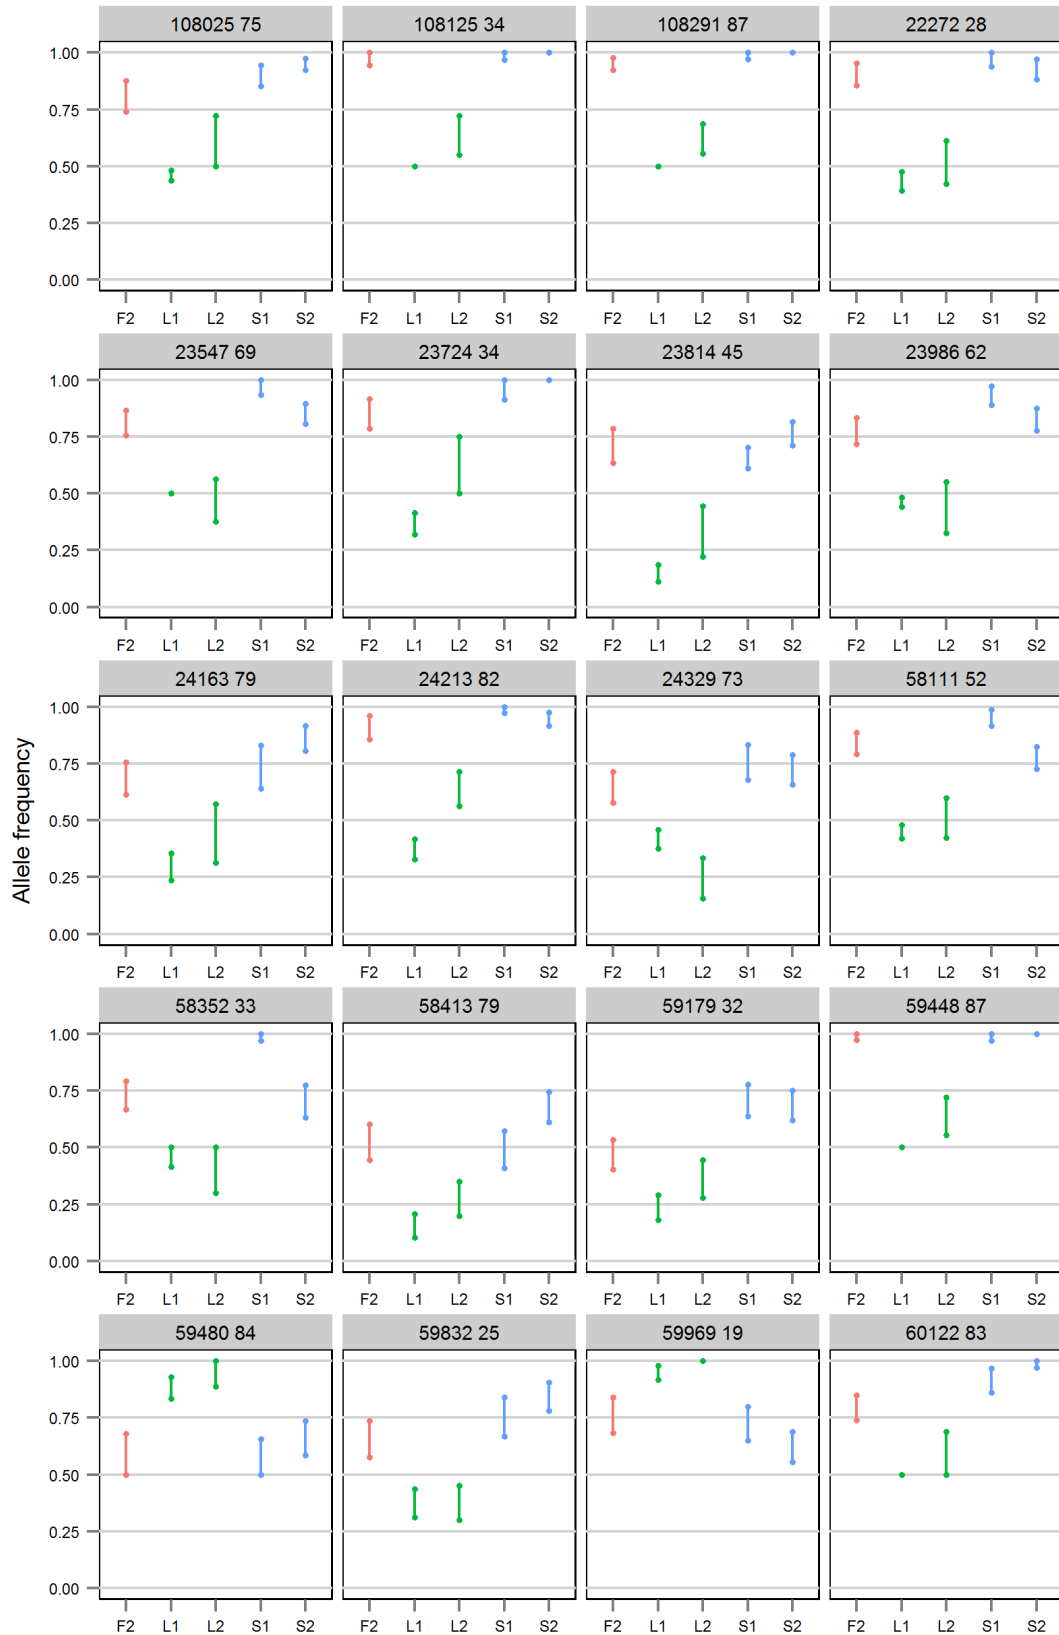 108025 75 108125 34 108291 87 22272 28
1.00
0.75
0.50
0.25
0.00
F2 L1 L2 S1 S2 F2 L1 L2 S1 S2 F2 L1 L2 S1 S2 F2 L1 L2 S1 S2
23547 69 23724 34 23814 45 23986 62
1.00
0.75
0.50
0.25
0.00
F2 L1 L2 S1 S2 F2 L1 L2 S1 S2 F2 L1 L2 S1 S2 F2 L1 L2 S1 S2
24163 79 24213 82 24329 73 58111 52
1.00
0.75
0.50
0.25
0.00
Allele frequency
F2 L1 L2 S1 S2 F2 L1 L2 S1 S2 F2 L1 L2 S1 S2 F2 L1 L2 S1 S2
58352 33 58413 79 59179 32 59448 87
1.00
0.75
0.50
0.25
0.00
F2 L1 L2 S1 S2 F2 L1 L2 S1 S2 F2 L1 L2 S1 S2 F2 L1 L2 S1 S2
59480 84 59832 25 59969 19 60122 83
1.00
0.75
0.50
0.25
0.00
F2 L1 L2 S1 S2 F2 L1 L2 S1 S2 F2 L1 L2 S1 S2 F2 L1 L2 S1 S2